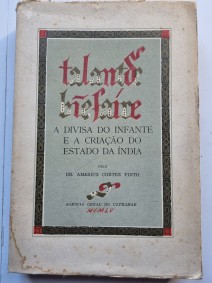 talant de
bie faire
A DIVISA DO INFANTE
E A CRIAÇÃO DO
ESTADO DA ÍNDIA
PELO
DR. AMÉRICO CORTEZ PINTO
AGÊNCIA GERAL DO ULTRAMAR
MCMLV